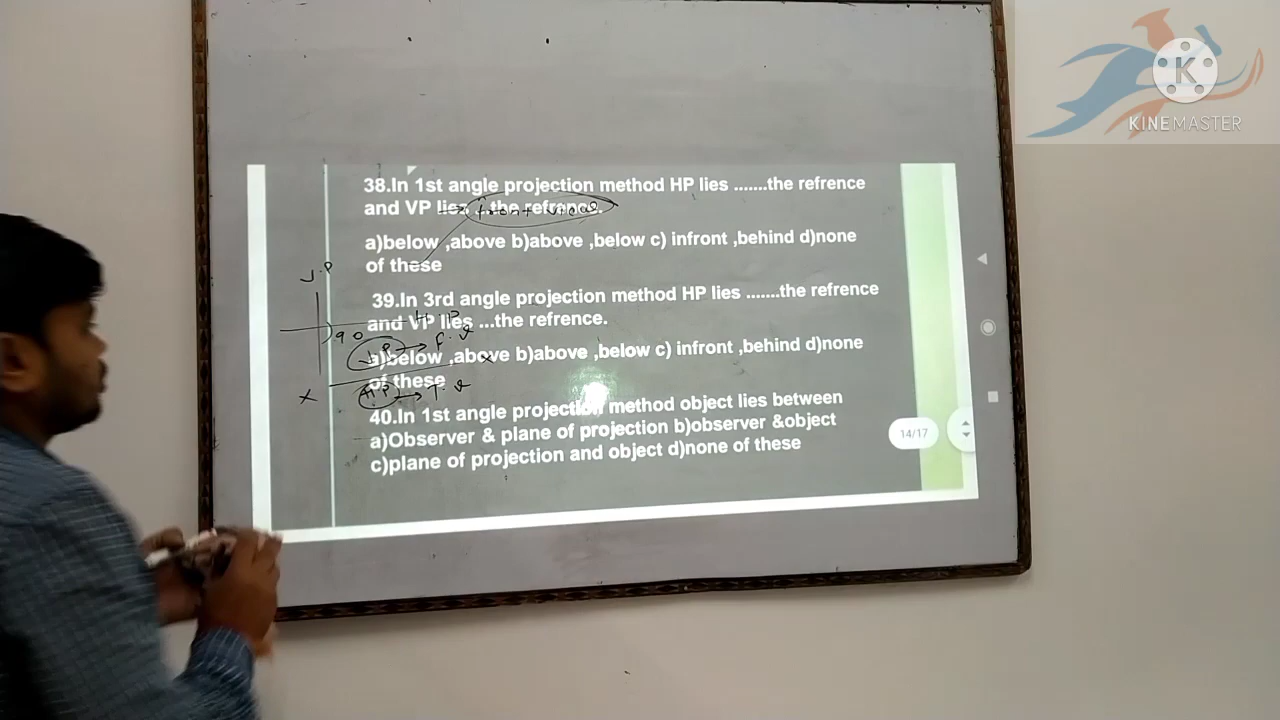 KINEMASTER
38.In 1st angle projection method HP lies .......the refrence
and VP lies ...the refrence.
a)below ,above b)above ,below c) infront ,behind d)none
of these
V.P
39.In 3rd angle projection method HP lies .......the refrence
H.P
and VP lies ...the refrence.
90
V.P → F.V
a)below ,above b)above ,below c) infront ,behind d)none
of these
X
H.P → T.V
40.In 1st angle projection method object lies between
a)Observer & plane of projection b)observer &object
c)plane of projection and object d)none of these
14/17